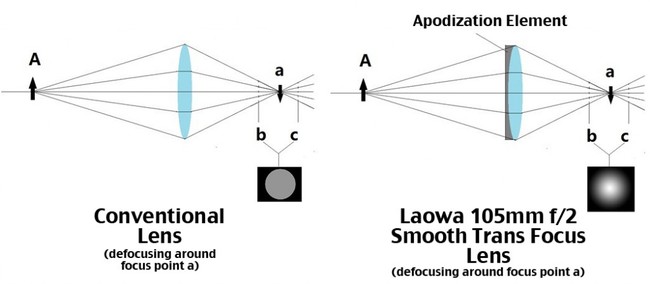 Apodization Element
A
a
b
c
Conventional
Lens
(defocusing around
focus point a)
A
a
b
c
Laowa 105mm f/2
Smooth Trans Focus
Lens
(defocusing around focus point a)